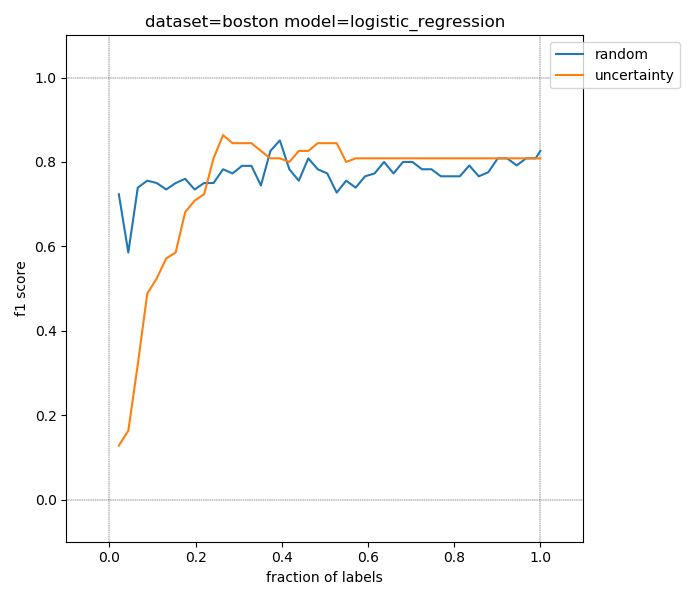 dataset=boston model=logistic_regression
random
uncertainty
1.0
0.8
0.6
0.4
0.2
0.0
f1 score
0.0 0.2 0.4 0.6 0.8 1.0
fraction of labels